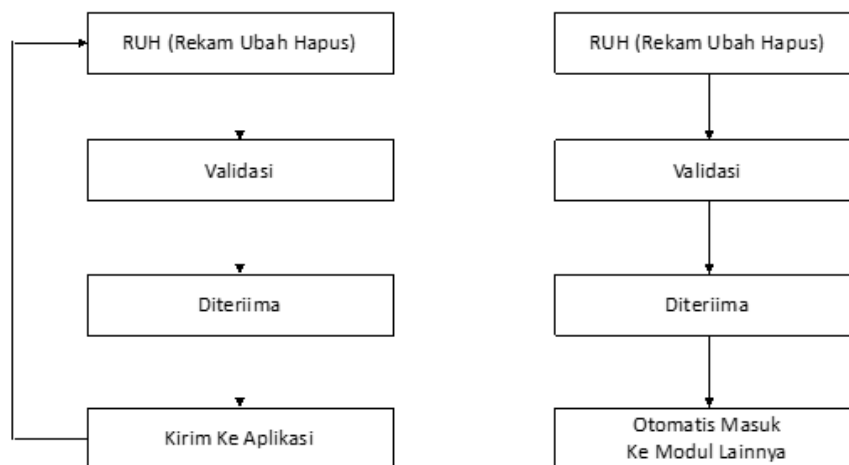 RUH (Rekam Ubah Hapus)
Validasi
Diteriima
Kirim Ke Aplikasi
RUH (Rekam Ubah Hapus)
Validasi
Diteriima
Otomatis Masuk
Ke Modul Lainnya